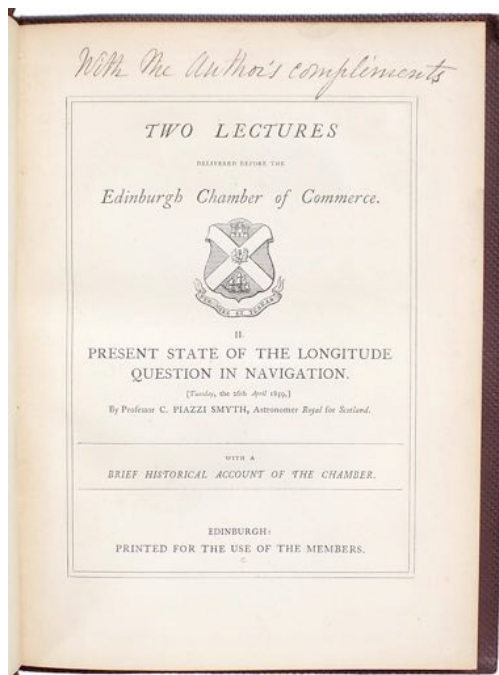 With the Author's compliments
TWO LECTURES
DELIVERED BEFORE THE
Edinburgh Chamber of Commerce.
II.
PRESENT STATE OF THE LONGITUDE
QUESTION IN NAVIGATION.
[Tuesday, the 26th April 1859.]
By Professor C. PIAZZI SMYTH, Astronomer Royal for Scotland.
WITH A
BRIEF HISTORICAL ACCOUNT OF THE CHAMBER.
EDINBURGH:
PRINTED FOR THE USE OF THE MEMBERS.